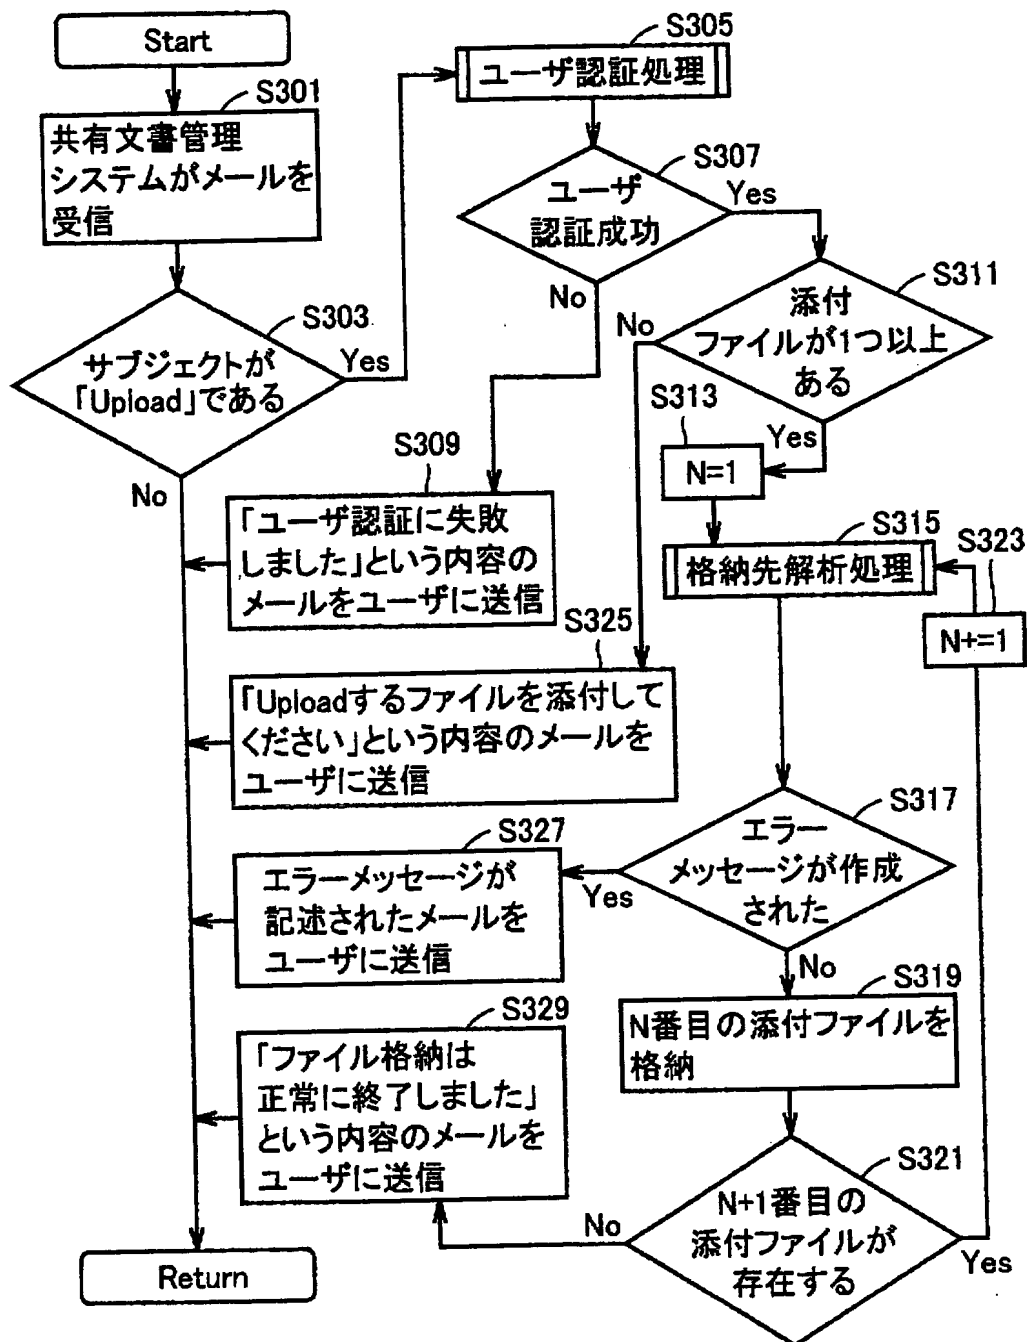 Start
S301
共有文書管理
システムがメールを
受信
S303
サブジェクトが
「Upload」である
Yes
No
S305
ユーザ認証処理
S307
ユーザ
認証成功
Yes
No
S309
「ユーザ認証に失敗
しました」という内容の
メールをユーザに送信
S311
添付
ファイルが1つ以上
ある
No
Yes
S313
N=1
S315
格納先解析処理
S323
N+=1
S325
「Uploadするファイルを添付して
ください」という内容のメールを
ユーザに送信
S317
エラー
メッセージが作成
された
Yes
No
S327
エラーメッセージが
記述されたメールを
ユーザに送信
S319
N番目の添付ファイルを
格納
S329
「ファイル格納は
正常に終了しました」
という内容のメールを
ユーザに送信
S321
N+1番目の
添付ファイルが
存在する
No
Yes
Return